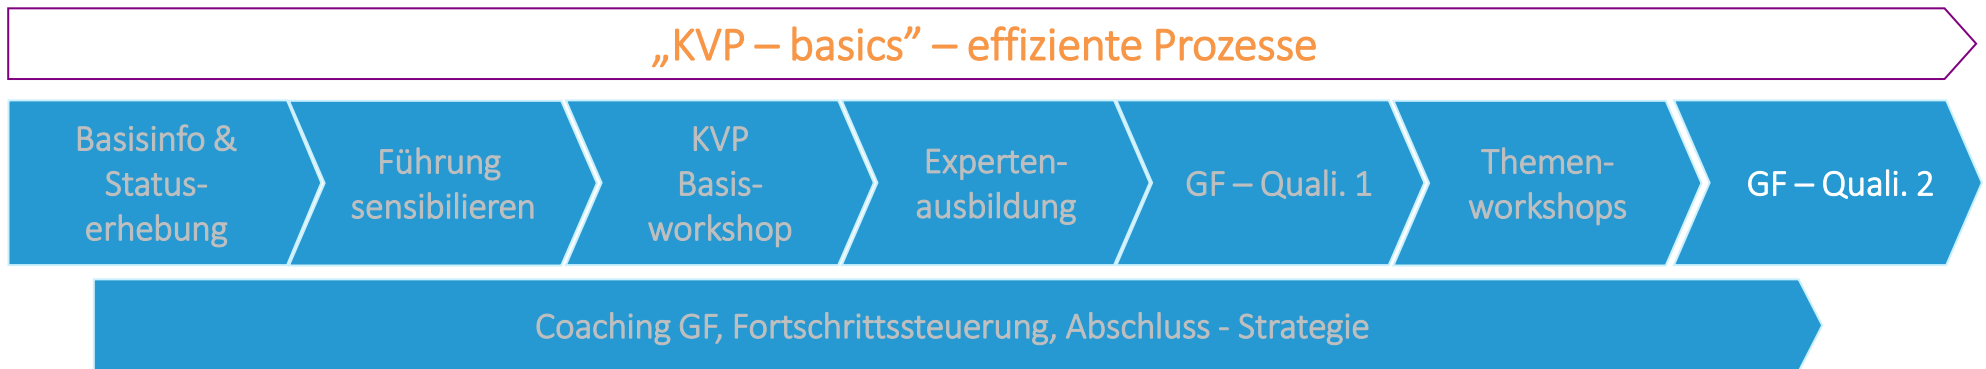 „KVP – basics” – effiziente Prozesse
Basisinfo &
Status-
erhebung
Führung
sensibilieren
KVP
Basis-
workshop
Experten-
ausbildung
GF – Quali. 1
Themen-
workshops
GF – Quali. 2
Coaching GF, Fortschrittssteuerung, Abschluss - Strategie